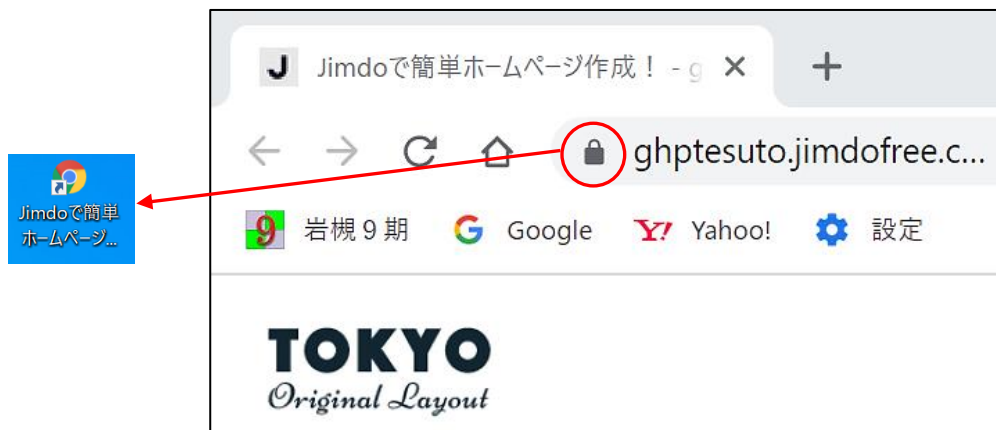 Jimdoで簡単ホームページ作成！ - g
ghptesuto.jimdofree.c...
Jimdoで簡単
ホームページ...
9 岩槻９期 G Google Y! Yahoo! 設定
TOKYO
Original Layout